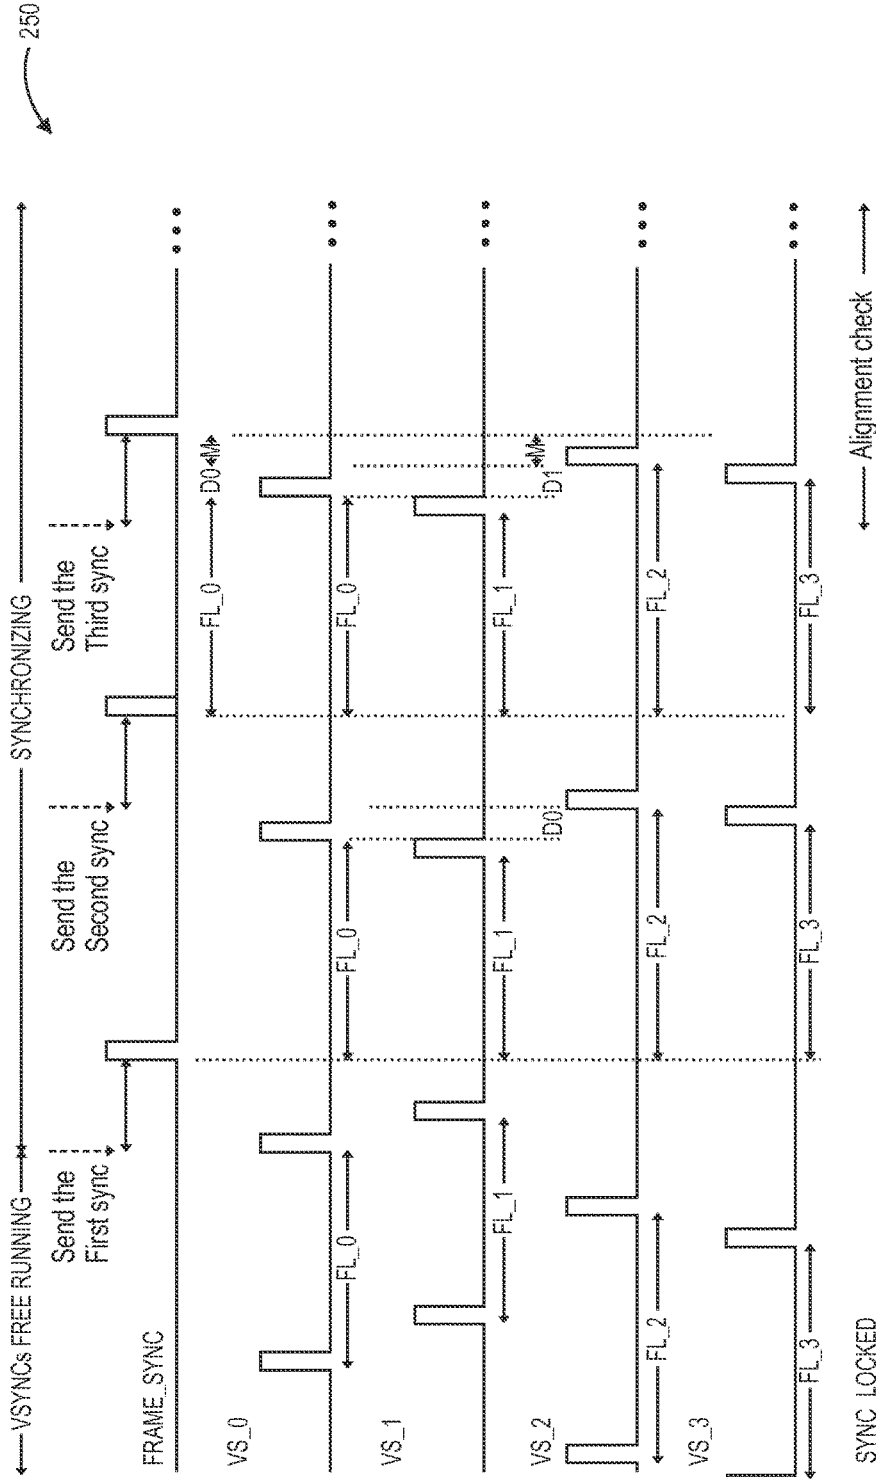 250
VSYNCs FREE RUNNING
SYNCHRONIZING
Send the
First sync
Send the
Second sync
Send the
Third sync
FRAME_SYNC
FL_0
D0
M
VS_0
FL_0
FL_0
FL_0
VS_1
FL_1
FL_1
FL_1
D0
D1
M
VS_2
FL_2
FL_2
FL_2
VS_3
FL_3
FL_3
FL_3
SYNC LOCKED
Alignment check